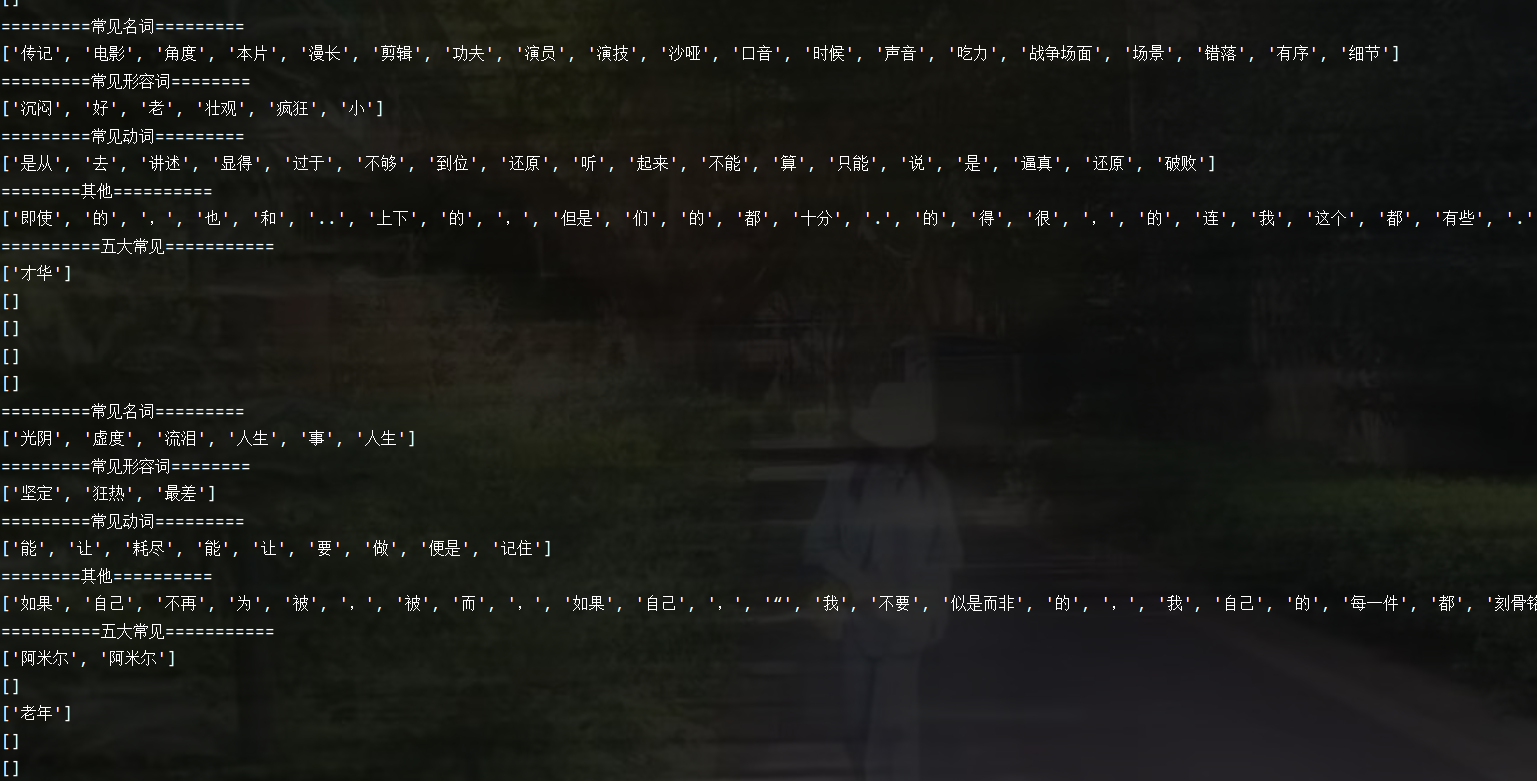 []
=========常见名词=========
['传记', '电影', '角度', '本片', '漫长', '剪辑', '功夫', '演员', '演技', '沙哑', '口音', '时候', '声音', '吃力', '战争场面', '场景', '错落', '有序', '细节']
=========常见形容词========
['沉闷', '好', '老', '壮观', '疯狂', '小']
=========常见动词=========
['是从', '去', '讲述', '显得', '过于', '不够', '到位', '还原', '听', '起来', '不能', '算', '只能', '说', '是', '逼真', '还原', '破败']
========其他==========
['即使', '的', '，', '也', '和', '..', '上下', '的', '，', '但是', '们', '的', '都', '十分', '.', '的', '得', '很', '，', '的', '连', '我', '这个', '都', '有些', '.'
==========五大常见===========
['才华']
[]
[]
[]
[]
=========常见名词=========
['光阴', '虚度', '流泪', '人生', '事', '人生']
=========常见形容词========
['坚定', '狂热', '最差']
=========常见动词=========
['能', '让', '耗尽', '能', '让', '要', '做', '便是', '记住']
========其他==========
['如果', '自己', '不再', '为', '被', '，', '被', '而', '，', '如果', '自己', '，', '“', '我', '不要', '似是而非', '的', '，', '我', '自己', '的', '每一件', '都', '刻骨铭
==========五大常见===========
['阿米尔', '阿米尔']
[]
['老年']
[]
[]